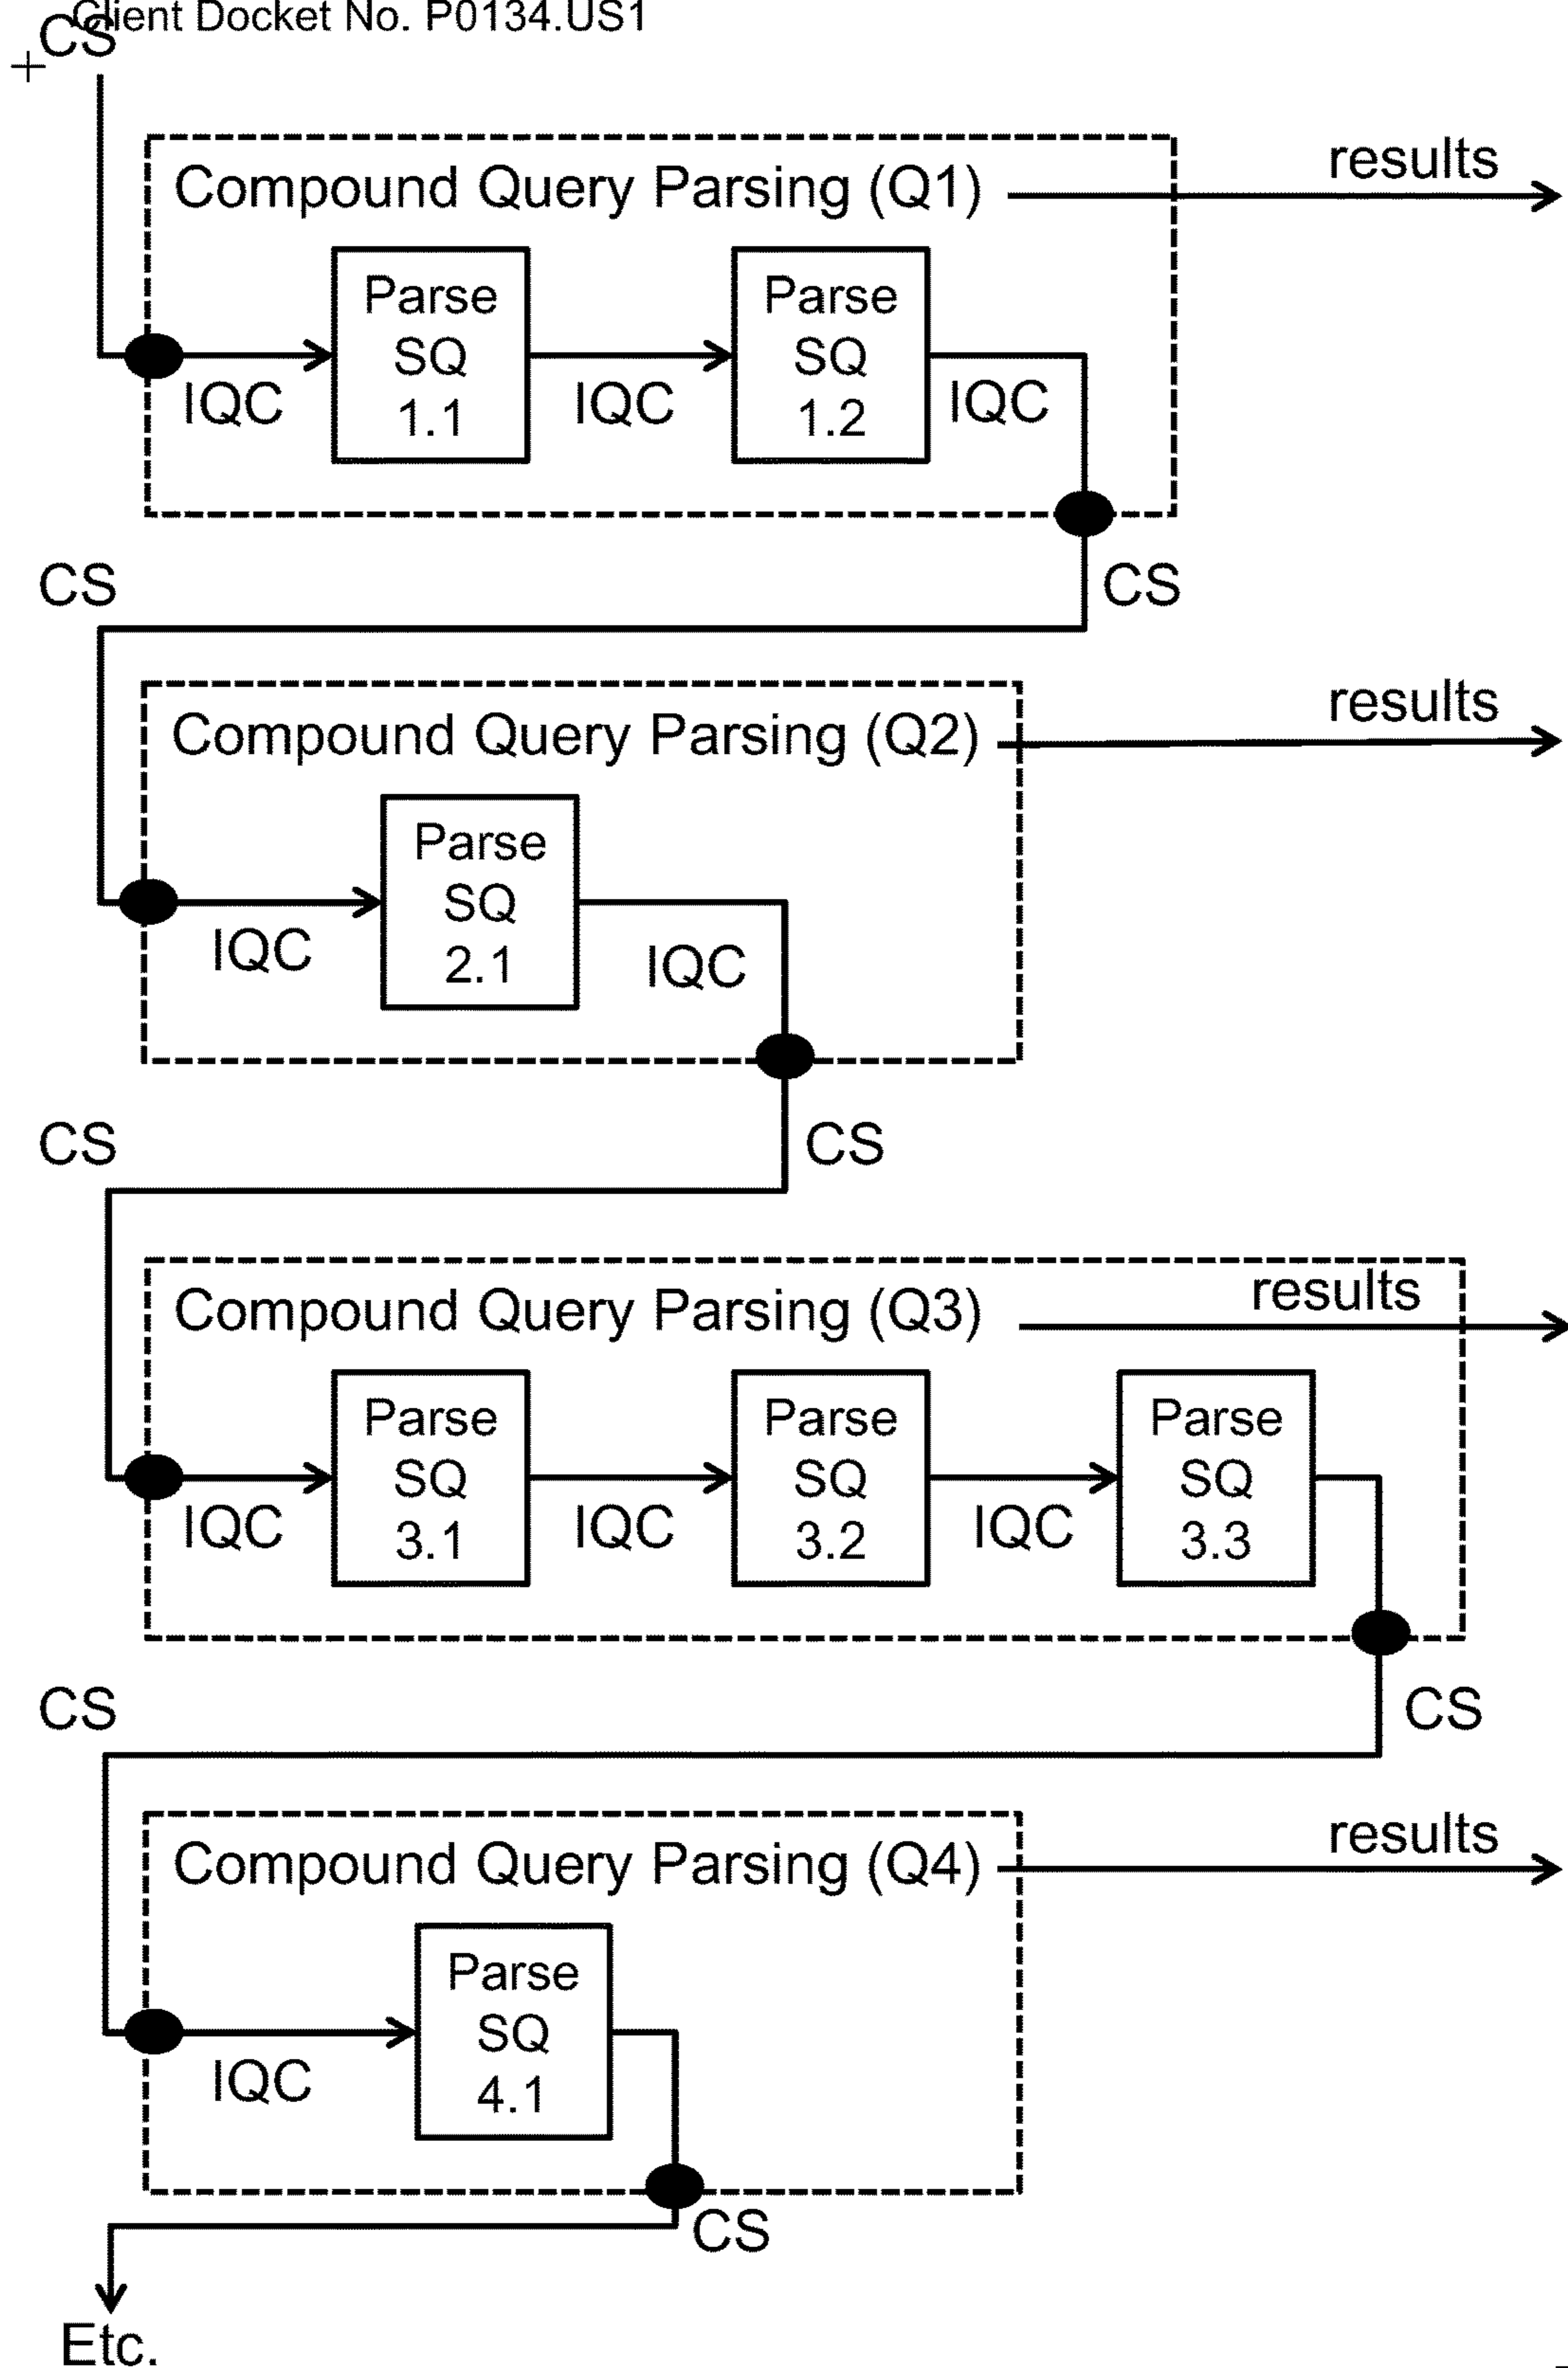 Client Docket No. P0134.US1
CS
Compound Query Parsing (Q1)
results
Parse
SQ
1.1
Parse
SQ
1.2
IQC
IQC
IQC
CS
CS
Compound Query Parsing (Q2)
results
Parse
SQ
2.1
IQC
IQC
CS
CS
Compound Query Parsing (Q3)
results
Parse
SQ
3.1
Parse
SQ
3.2
Parse
SQ
3.3
IQC
IQC
IQC
CS
CS
Compound Query Parsing (Q4)
results
Parse
SQ
4.1
IQC
CS
Etc.